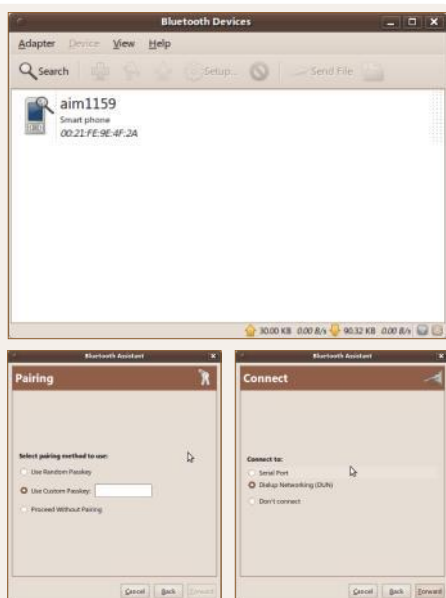 Bluetooth Devices
Adapter Device View Help
Search Setup... Send File
aim1159
Smart phone
00:21:FE:9E:4F:2A
30.00 KB 0.00 B/s 90.32 KB 0.00 B/s
Bluetooth Assistant
Pairing
Select pairing method to use:
Use Random Passkey
Use Custom Passkey:
Proceed Without Pairing
Cancel Back Forward
Bluetooth Assistant
Connect
Connect to:
Serial Port
Dialup Networking (DUN)
Don't connect
Cancel Back Forward